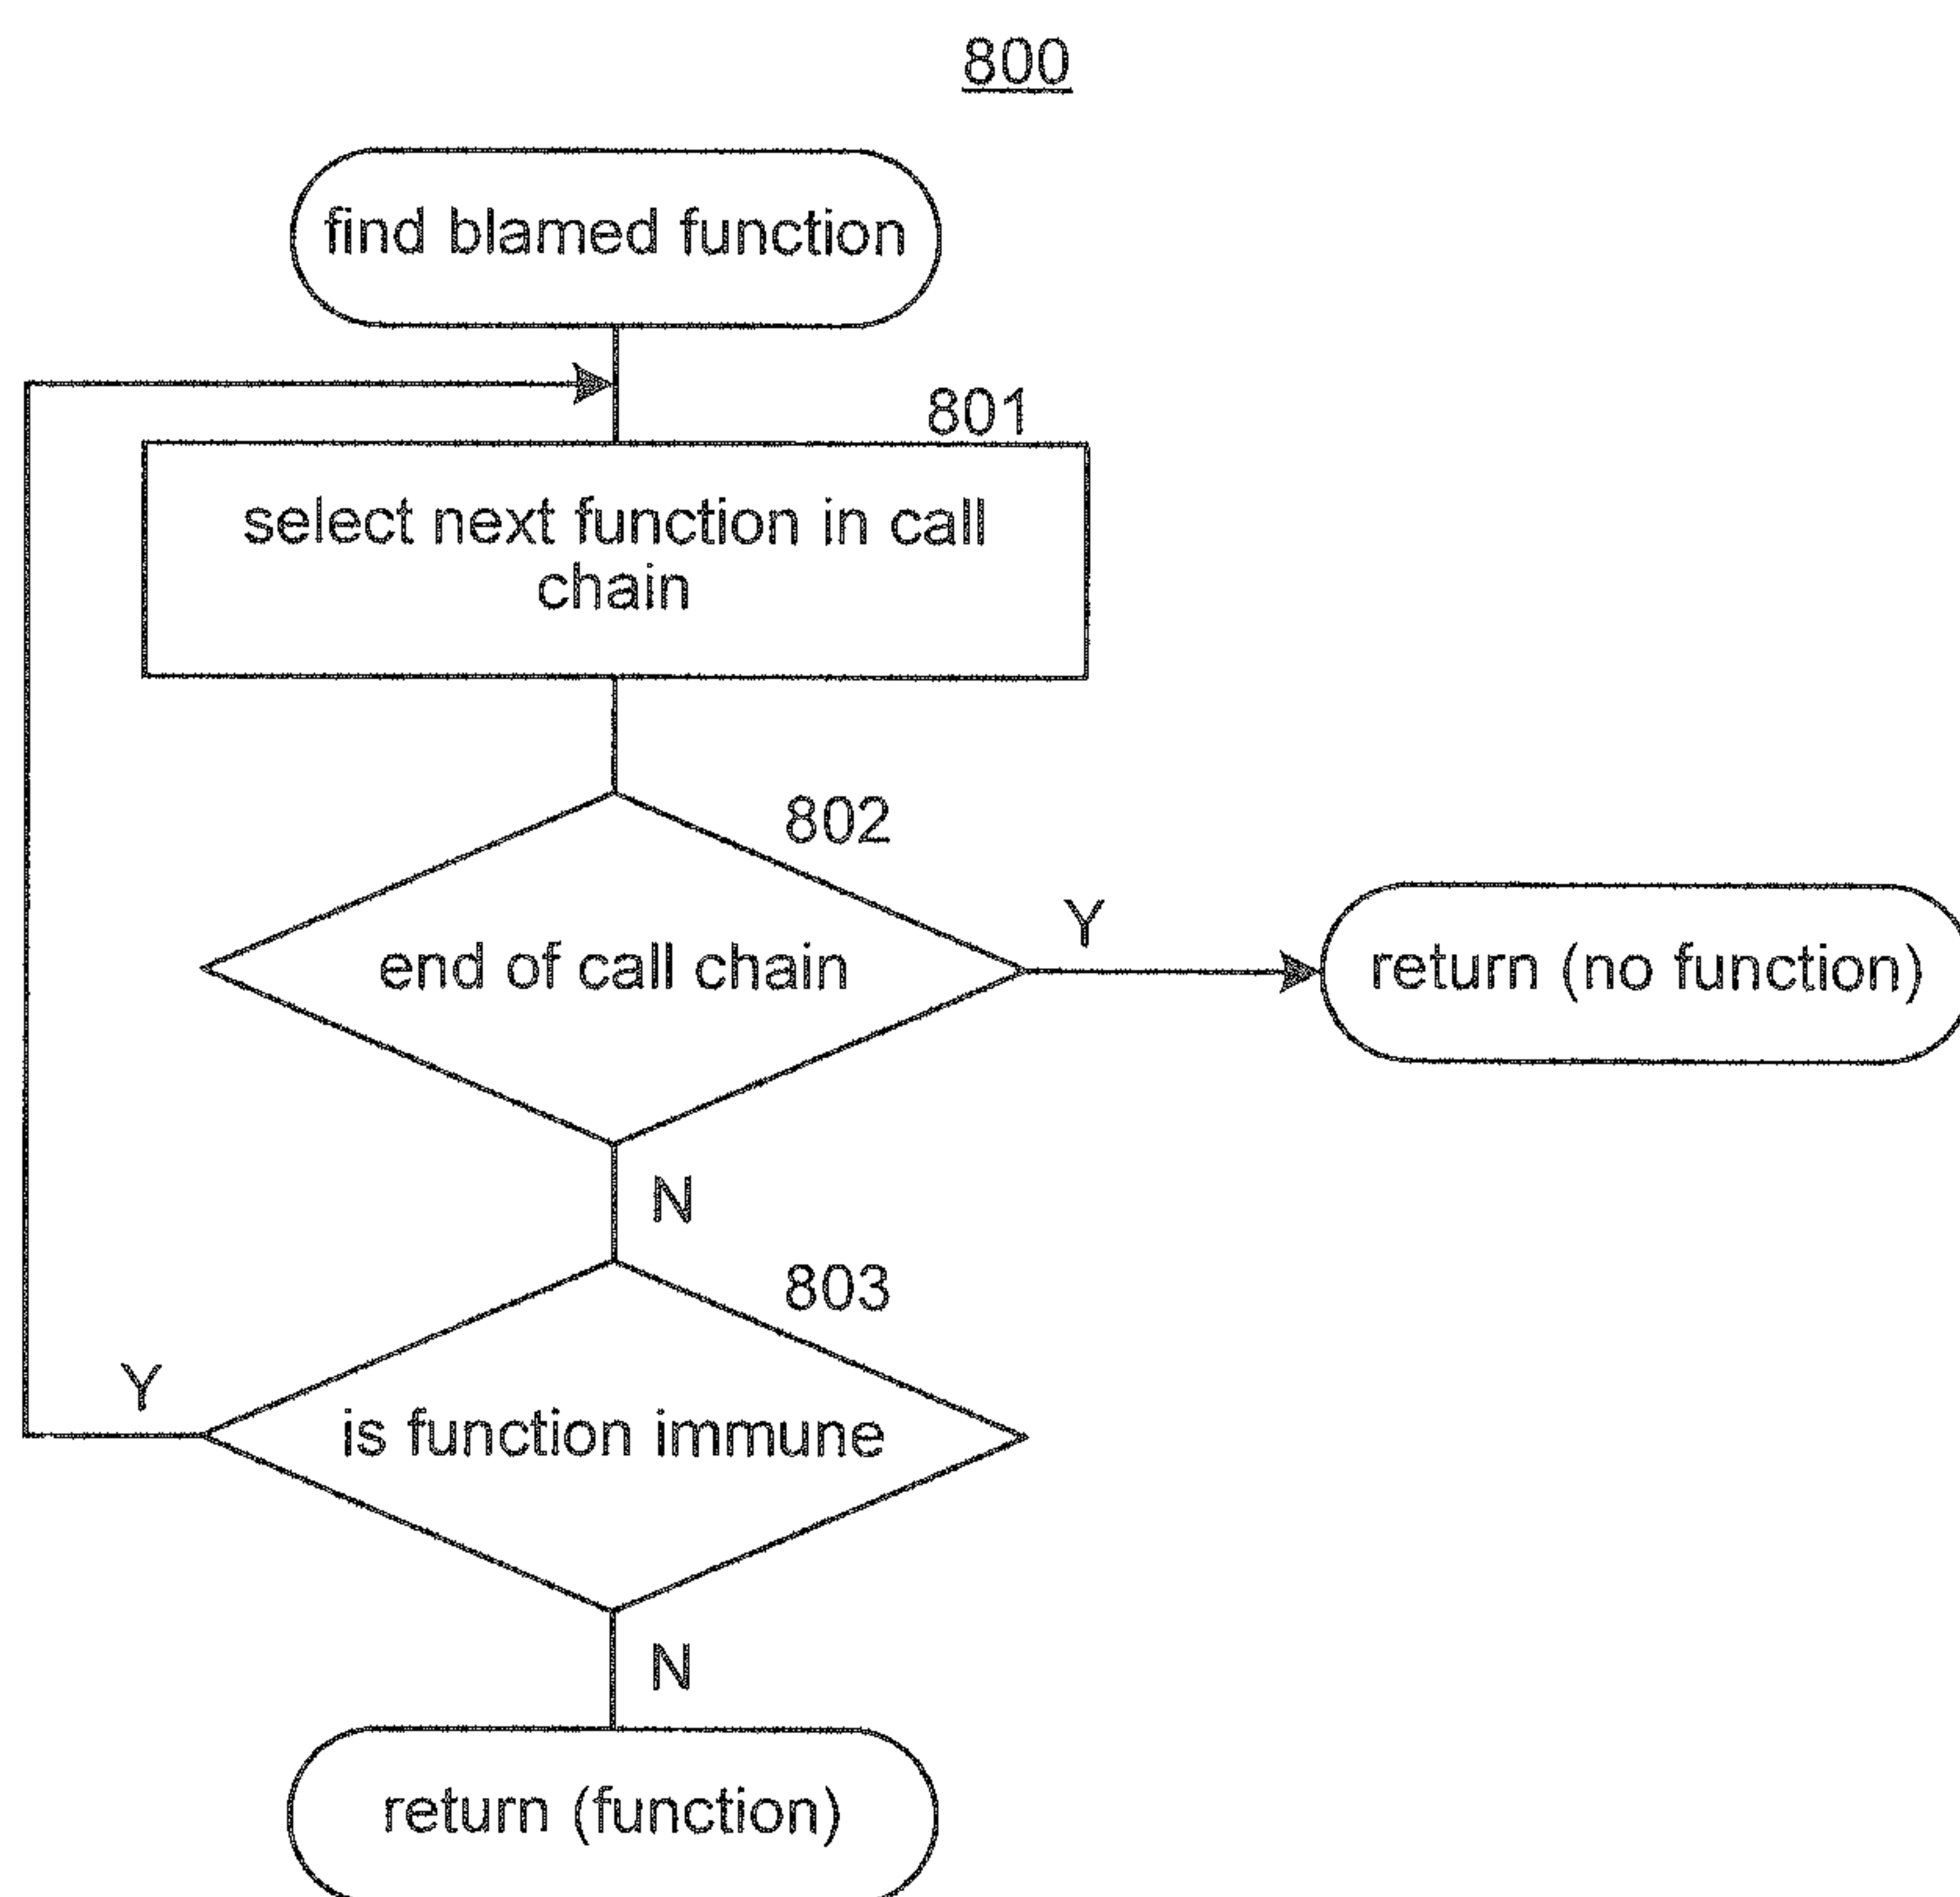 800
find blamed function
801
select next function in call
chain
802
end of call chain
Y
return (no function)
N
803
Y
is function immune
N
return (function)